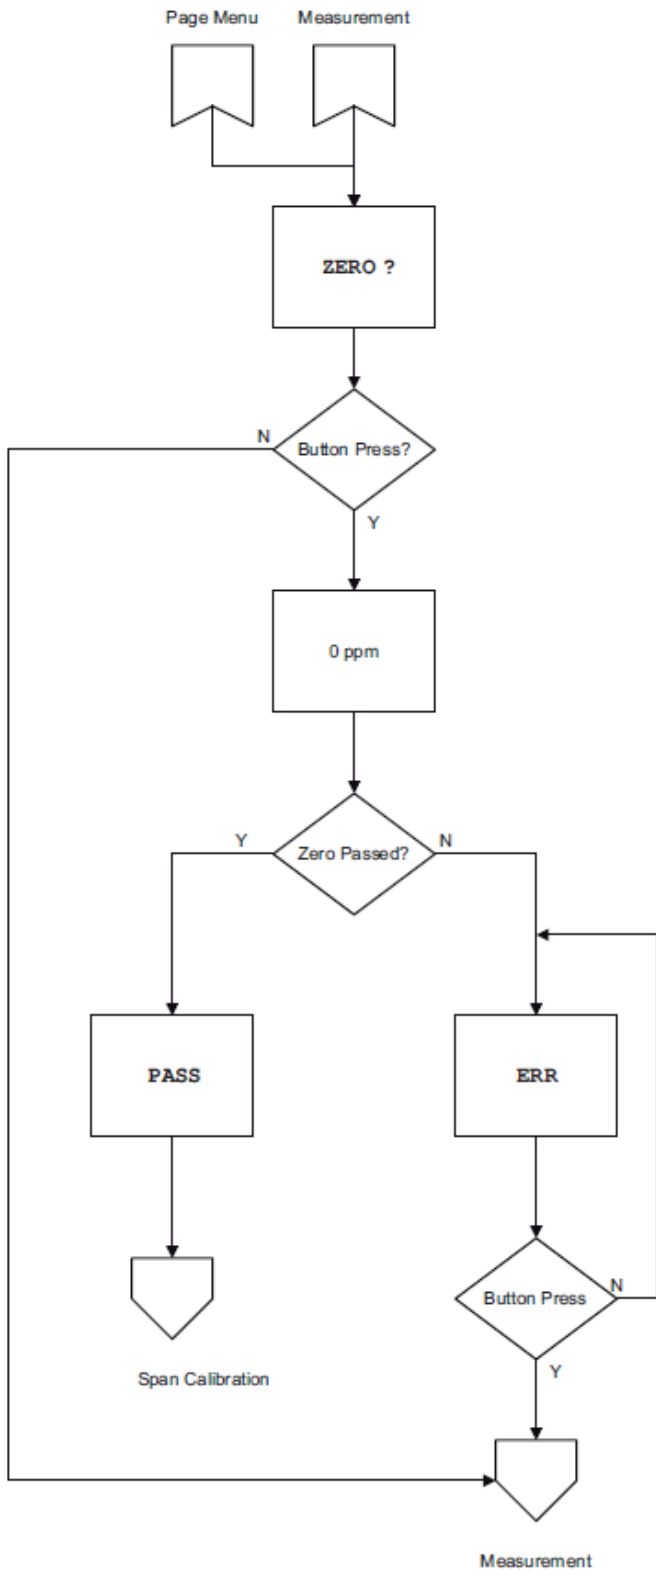 Page Menu
Measurement
ZERO ?
N
Button Press?
Y
0 ppm
Y
Zero Passed?
N
PASS
ERR
Button Press
N
Y
Span Calibration
Measurement